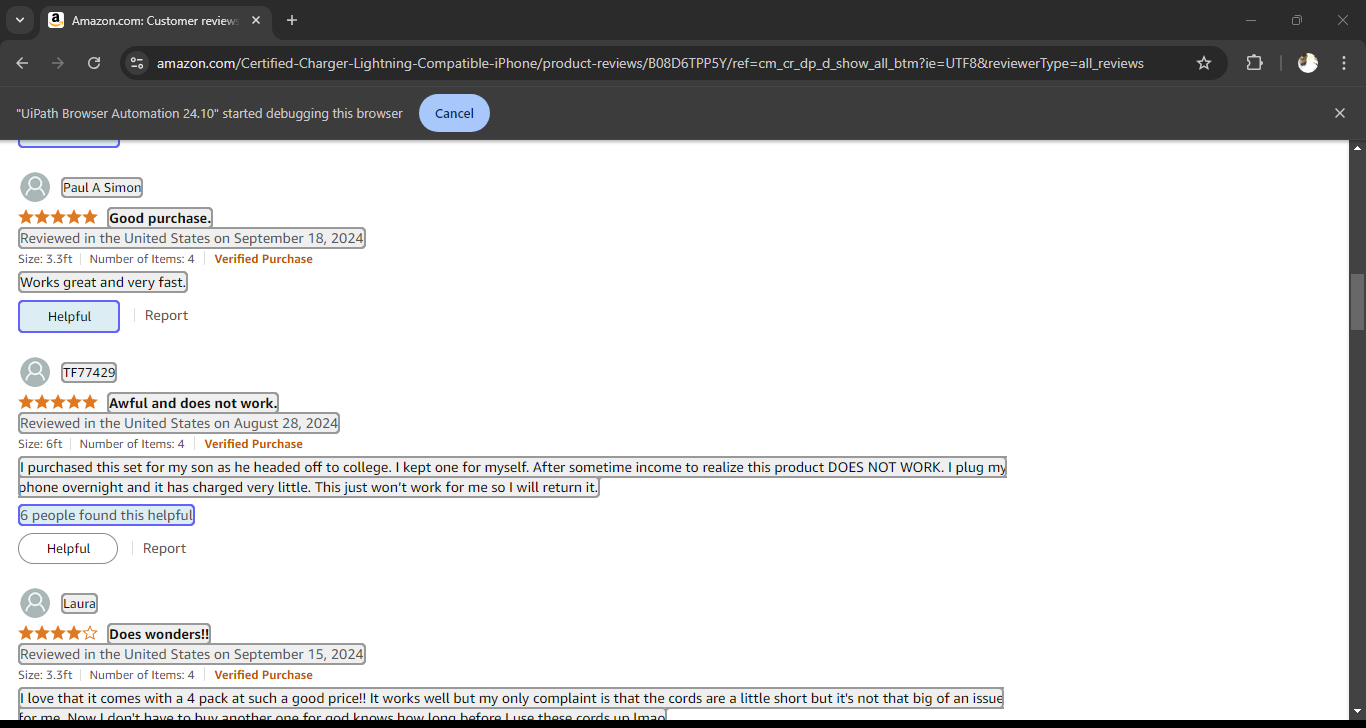 Amazon.com: Customer reviews
amazon.com/Certified-Charger-Lightning-Compatible-iPhone/product-reviews/B08D6TPP5Y/ref=cm_cr_dp_d_show_all_btm?ie=UTF8&reviewerType=all_reviews
"UiPath Browser Automation 24.10" started debugging this browser Cancel
Paul A Simon
Good purchase.
Reviewed in the United States on September 18, 2024
Size: 3.3ft Number of Items: 4 Verified Purchase
Works great and very fast.
Helpful Report
TF77429
Awful and does not work.
Reviewed in the United States on August 28, 2024
Size: 6ft Number of Items: 4 Verified Purchase
I purchased this set for my son as he headed off to college. I kept one for myself. After sometime income to realize this product DOES NOT WORK. I plug my
phone overnight and it has charged very little. This just won't work for me so I will return it.
6 people found this helpful
Helpful Report
Laura
Does wonders!!
Reviewed in the United States on September 15, 2024
Size: 3.3ft Number of Items: 4 Verified Purchase
I love that it comes with a 4 pack at such a good price!! It works well but my only complaint is that the cords are a little short but it's not that big of an issue
for me. Now I don't have to buy another one for god knows how long before I use these cords up lmao